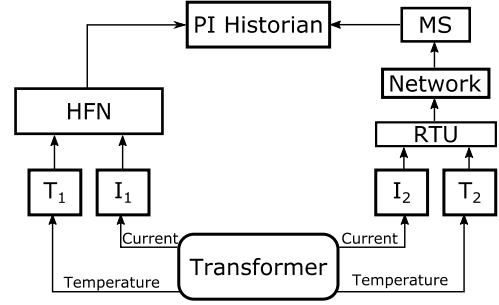 PI Historian
MS
Network
HFN
RTU
T1
I1
I2
T2
Current
Current
Transformer
Temperature
Temperature